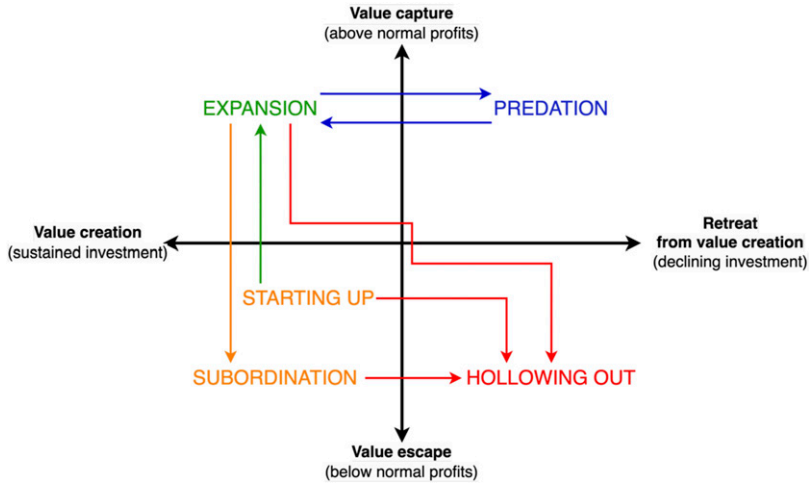 Value capture
(above normal profits)
EXPANSION
PREDATION
Value creation
(sustained investment)
Retreat
from value creation
(declining investment)
STARTING UP
SUBORDINATION
HOLLOWING OUT
Value escape
(below normal profits)